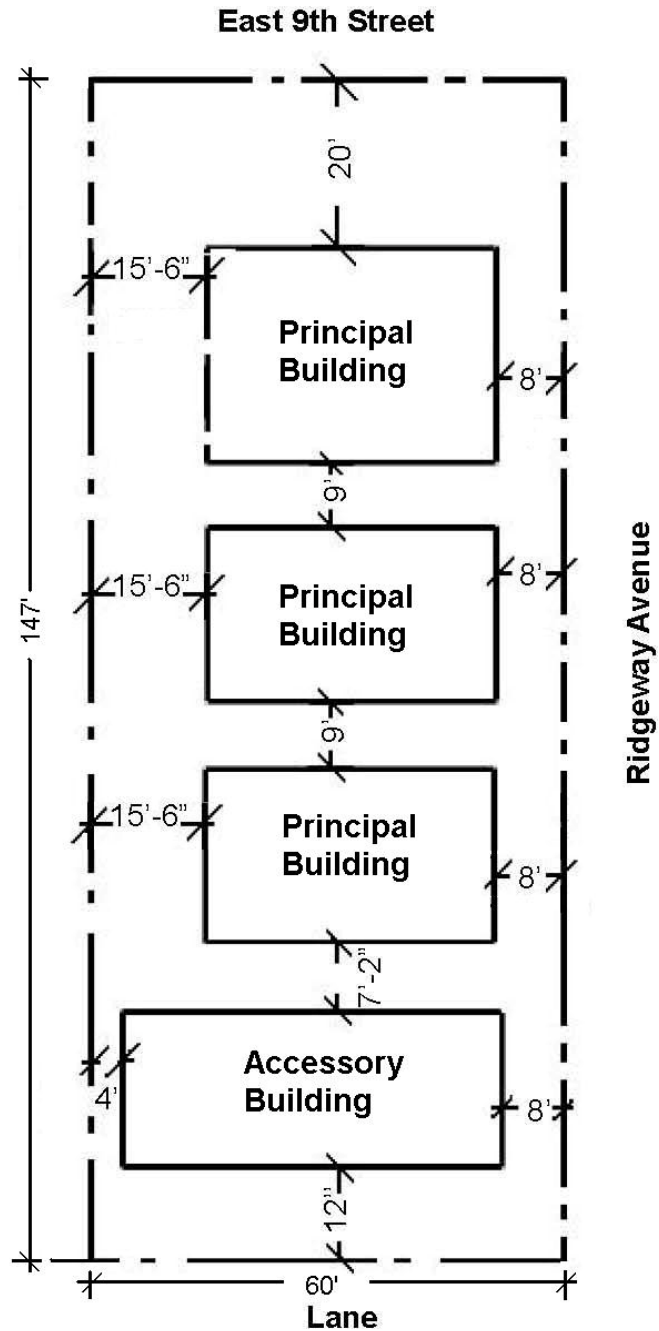 East 9th Street
20'
15'-6"
Principal
Building
8'
9'
15'-6"
Principal
Building
8'
147'
Ridgeway Avenue
9'
15'-6"
Principal
Building
8'
7'-2"
Accessory
Building
4'
8'
12"
60'
Lane